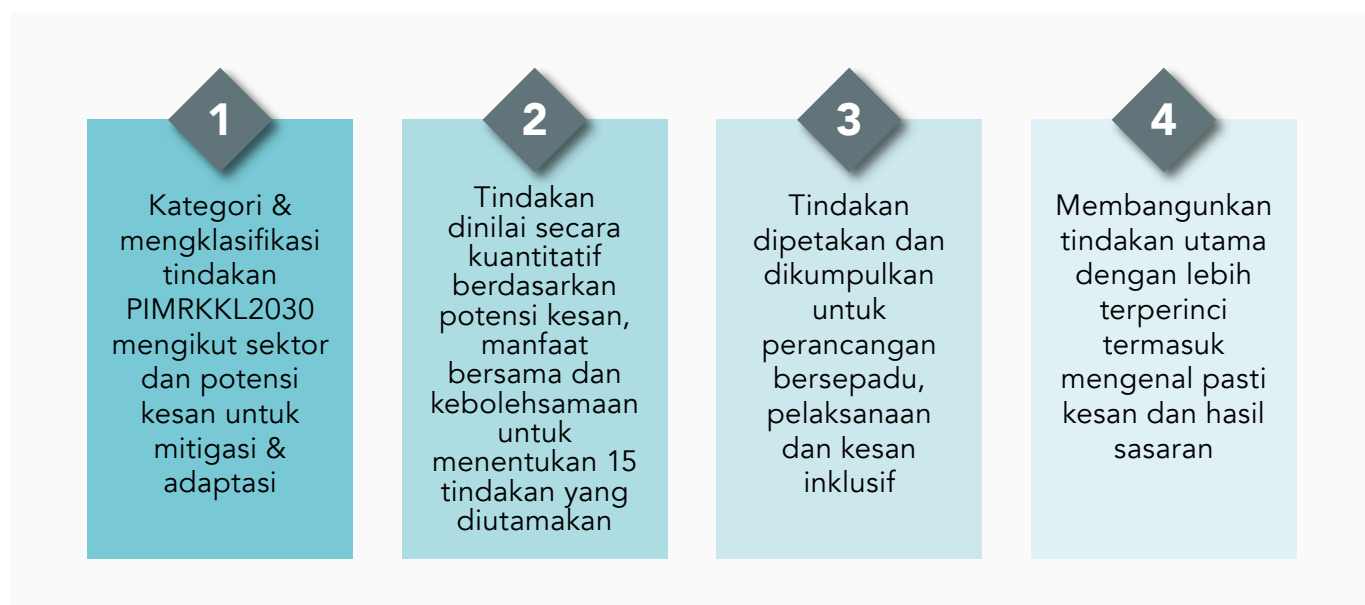 1
Kategori &
mengklasifikasi
tindakan
PIMRKKL2030
mengikut sektor
dan potensi
kesan untuk
mitigasi &
adaptasi
2
Tindakan
dinilai secara
kuantitatif
berdasarkan
potensi kesan,
manfaat
bersama dan
kebolehsamaan
untuk
menentukan 15
tindakan yang
diutamakan
3
Tindakan
dipetakan dan
dikumpulkan
untuk
perancangan
bersepadu,
pelaksanaan
dan kesan
inklusif
4
Membangunkan
tindakan utama
dengan lebih
terperinci
termasuk
mengenal pasti
kesan dan hasil
sasaran